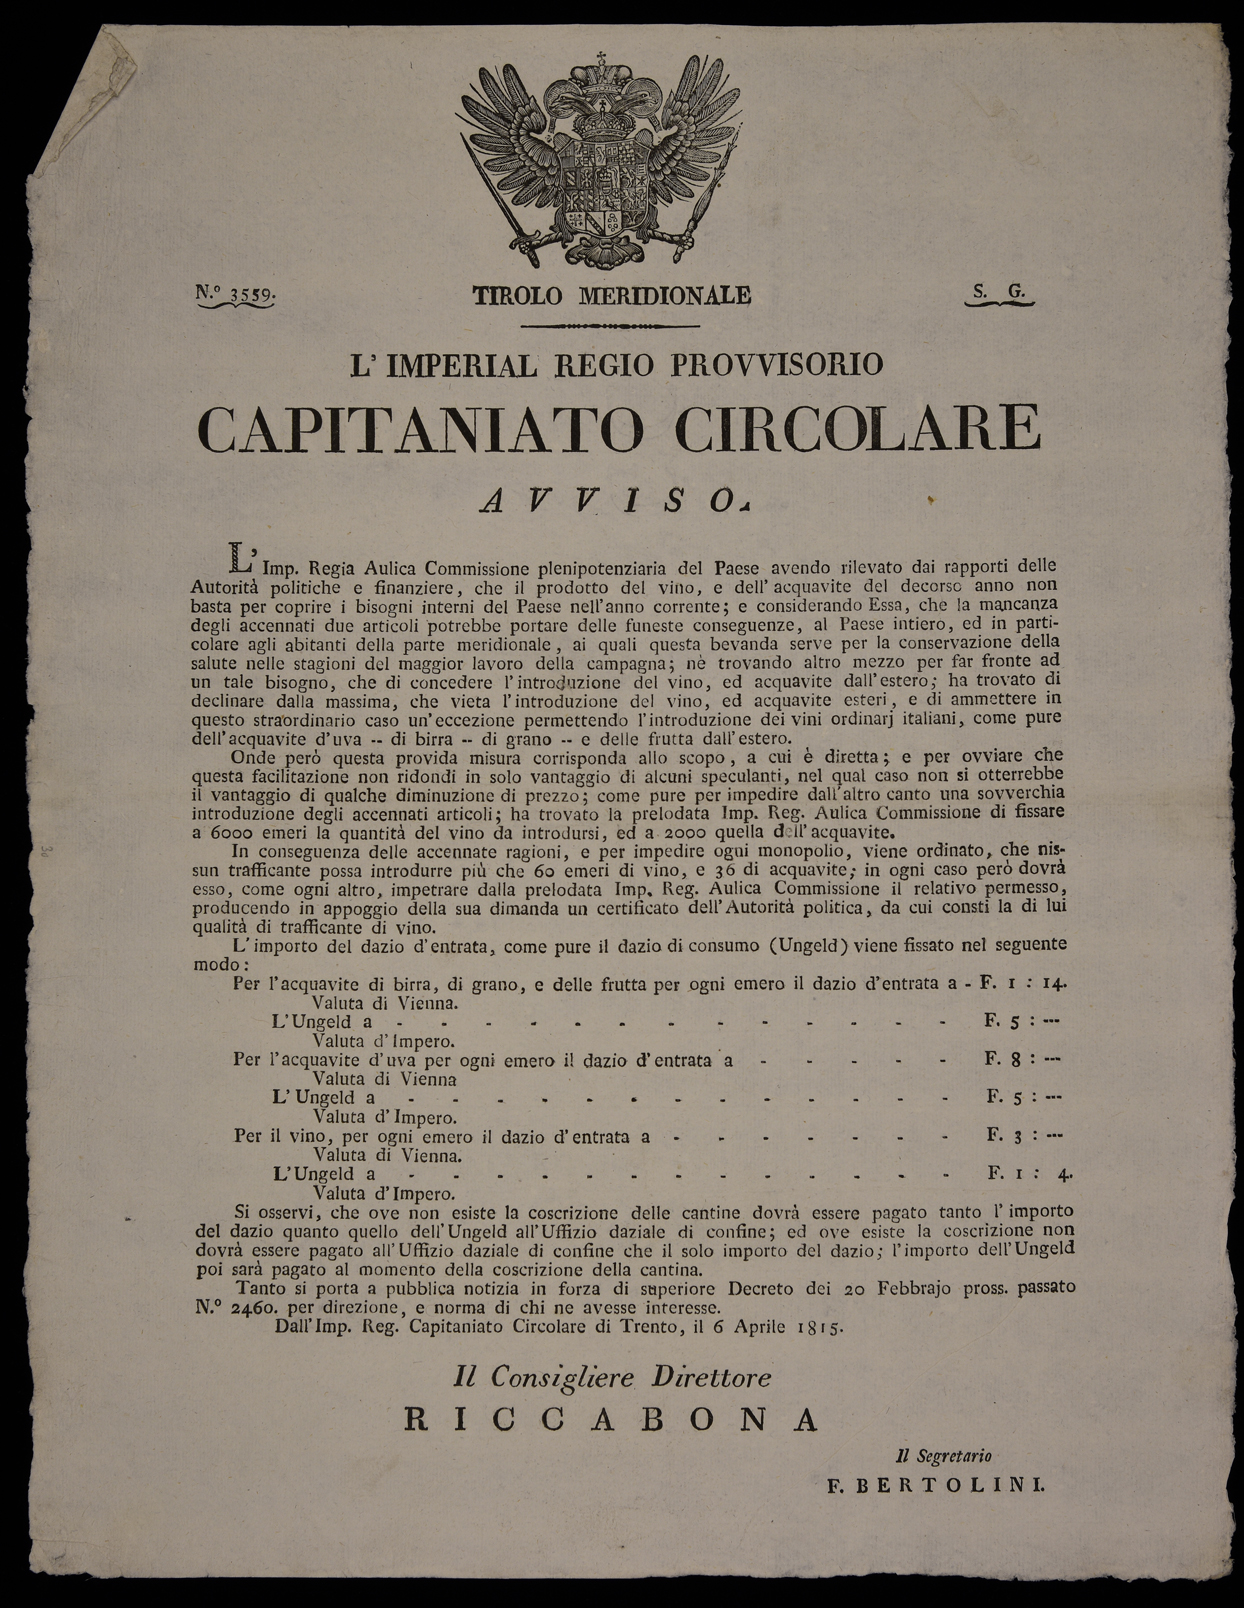 N.º 3559.
TIROLO MERIDIONALE
S. G.
L' IMPERIAL REGIO PROVVISORIO
CAPITANIATO CIRCOLARE
AVVISO.
L' Imp. Regia Aulica Commissione plenipotenziaria del Paese avendo rilevato dai rapporti delle
Autorità politiche e finanziere, che il prodotto del vino, e dell' acquavite del decorso anno non
basta per coprire i bisogni interni del Paese nell'anno corrente; e considerando Essa, che la mancanza
degli accennati due articoli potrebbe portare delle funeste conseguenze, al Paese intiero, ed in parti-
colare agli abitanti della parte meridionale, ai quali questa bevanda serve per la conservazione della
salute nelle stagioni del maggior lavoro della campagna; nè trovando altro mezzo per far fronte ad
un tale bisogno, che di concedere l'introduzione del vino, ed acquavite dall'estero; ha trovato di
declinare dalla massima, che vieta l'introduzione del vino, ed acquavite esteri, e di ammettere in
questo straordinario caso un'eccezione permettendo l'introduzione dei vini ordinarj italiani, come pure
dell'acquavite d'uva -- di birra -- di grano -- e delle frutta dall'estero.
Onde però questa provida misura corrisponda allo scopo, a cui è diretta; e per ovviare che
questa facilitazione non ridondi in solo vantaggio di alcuni speculanti, nel qual caso non si otterrebbe
il vantaggio di qualche diminuzione di prezzo; come pure per impedire dall'altro canto una sovverchia
introduzione degli accennati articoli; ha trovato la prelodata Imp. Reg. Aulica Commissione di fissare
a 6000 emeri la quantità del vino da introdursi, ed a 2000 quella dell'acquavite.
In conseguenza delle accennate ragioni, e per impedire ogni monopolio, viene ordinato, che nis-
sun trafficante possa introdurre più che 60 emeri di vino, e 36 di acquavite; in ogni caso però dovrà
esso, come ogni altro, impetrare dalla prelodata Imp. Reg. Aulica Commissione il relativo permesso,
producendo in appoggio della sua dimanda un certificato dell'Autorità politica, da cui consti la di lui
qualità di trafficante di vino.
L'importo del dazio d'entrata, come pure il dazio di consumo (Ungeld) viene fissato nel seguente
modo:
Per l'acquavite di birra, di grano, e delle frutta per ogni emero il dazio d'entrata a - F. 1 : 14.
Valuta di Vienna.
L'Ungeld a - - - - - - - - - - - - - F. 5 : ---
Valuta d'Impero.
Per l'acquavite d'uva per ogni emero il dazio d'entrata a - - - - - F. 8 : ---
Valuta di Vienna
L' Ungeld a - - - - - - - - - - - - - F. 5 : ---
Valuta d'Impero.
Per il vino, per ogni emero il dazio d'entrata a - - - - - - - F. 3 : ---
Valuta di Vienna.
L'Ungeld a - - - - - - - - - - - - - F. 1 : 4.
Valuta d'Impero.
Si osservi, che ove non esiste la coscrizione delle cantine dovrà essere pagato tanto l'importo
del dazio quanto quello dell'Ungeld all'Uffizio daziale di confine; ed ove esiste la coscrizione non
dovrà essere pagato all'Uffizio daziale di confine che il solo importo del dazio; l'importo dell'Ungeld
poi sarà pagato al momento della coscrizione della cantina.
Tanto si porta a pubblica notizia in forza di superiore Decreto dei 20 Febbrajo pross. passato
N.º 2460. per direzione, e norma di chi ne avesse interesse.
Dall'Imp. Reg. Capitaniato Circolare di Trento, il 6 Aprile 1815.
Il Consigliere Direttore
RICCABONA
Il Segretario
F. BERTOLINI.